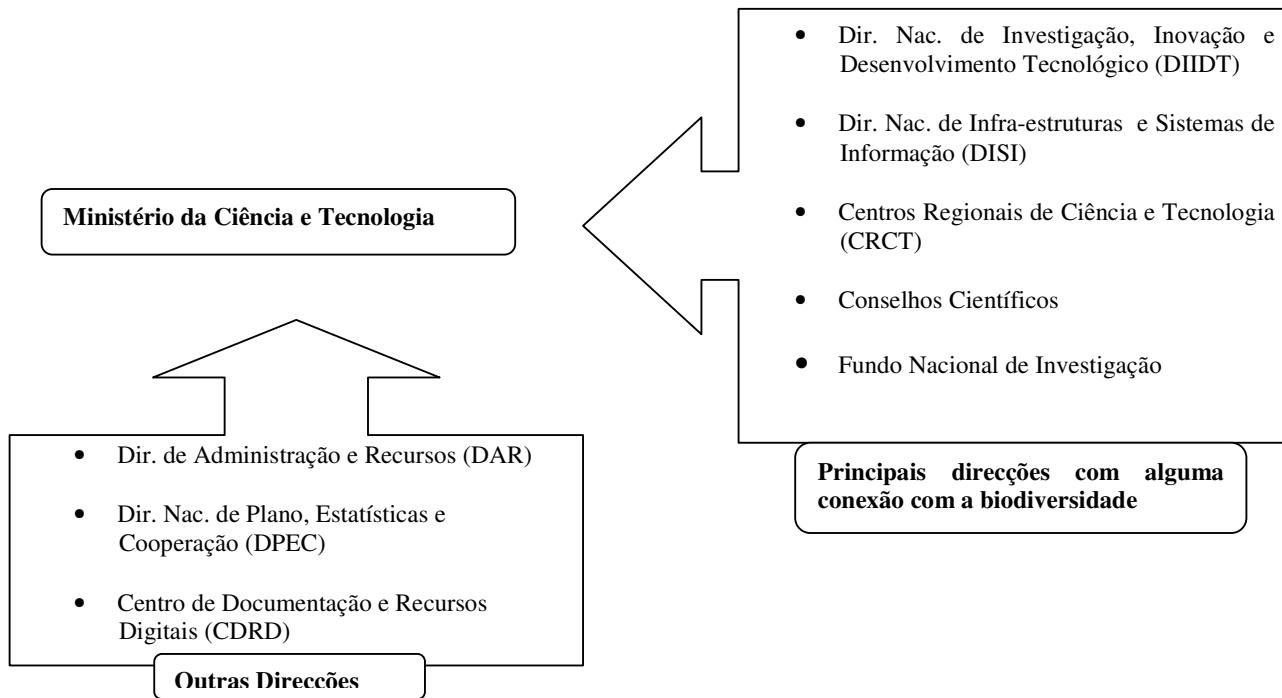 Ministério da Ciência e Tecnologia
• Dir. Nac. de Investigação, Inovação e
Desenvolvimento Tecnológico (DIIDT)
• Dir. Nac. de Infra-estruturas e Sistemas de
Informação (DISI)
• Centros Regionais de Ciência e Tecnologia
(CRCT)
• Conselhos Científicos
• Fundo Nacional de Investigação
Principais direcções com alguma
conexão com a biodiversidade
• Dir. de Administração e Recursos (DAR)
• Dir. Nac. de Plano, Estatísticas e
Cooperação (DPEC)
• Centro de Documentação e Recursos
Digitais (CDRD)
Outras Direcções